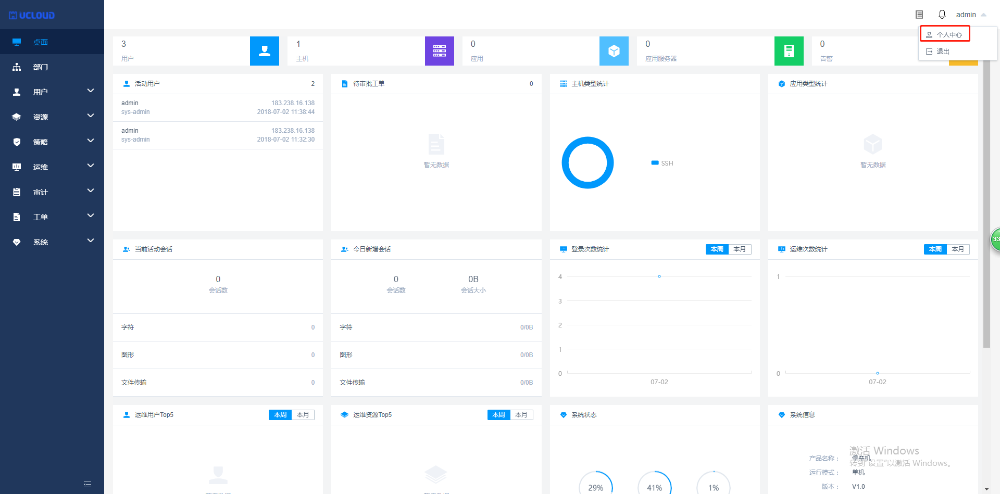 UCLOUD
admin
个人中心
退出
桌面
部门
用户
资源
策略
运维
审计
工单
系统
3
用户
1
主机
0
应用
0
应用服务器
0
告警
活动用户 2
admin 183.238.16.138
sys-admin 2018-07-02 11:38:44
admin 183.238.16.138
sys-admin 2018-07-02 11:32:30
待审批工单 0
暂无数据
主机类型统计
SSH
应用类型统计
暂无数据
当前活动会话
0
会话数
字符 0
图形 0
文件传输 0
今日新增会话
0 0B
会话数 会话大小
字符 0/0B
图形 0/0B
文件传输 0/0B
登录次数统计 本周 本月
4
3
2
1
0
07-02
运维次数统计 本周 本月
1
0
07-02
33
运维用户Top5 本周 本月
运维资源Top5 本周 本月
系统状态
29% 41% 1%
系统信息
产品名称： 堡垒机
运行模式： 单机
版本： V1.0
激活 Windows
转到"设置"以激活 Windows。